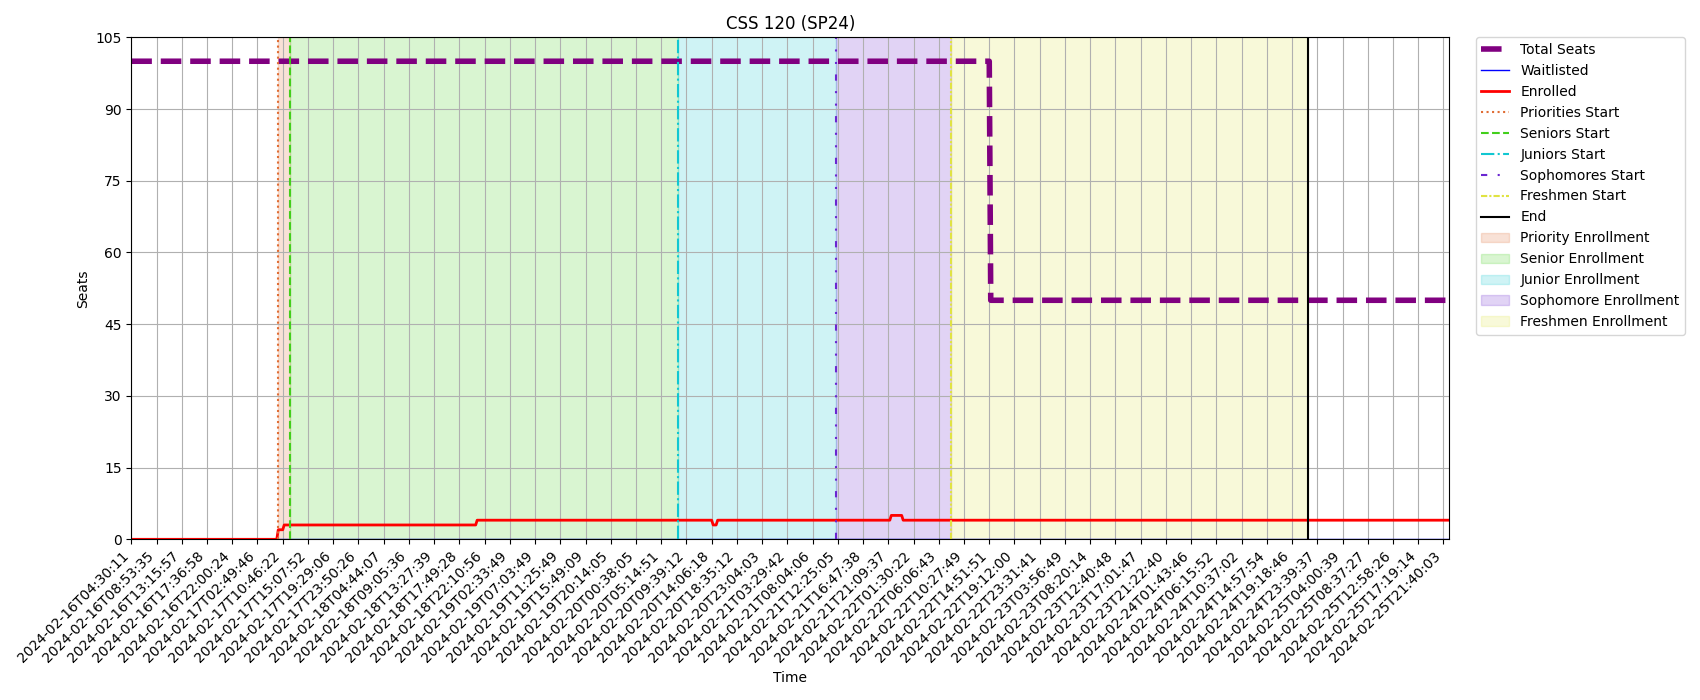 CSS 120 (SP24)
Seats
105
90
75
60
45
30
15
0
2024-02-16T04:30:11
2024-02-16T08:53:35
2024-02-16T13:15:57
2024-02-16T17:36:58
2024-02-16T22:00:24
2024-02-17T02:49:46
2024-02-17T10:46:22
2024-02-17T15:07:52
2024-02-17T19:29:06
2024-02-17T23:50:26
2024-02-18T04:44:07
2024-02-18T09:05:36
2024-02-18T13:27:39
2024-02-18T17:49:28
2024-02-18T22:10:56
2024-02-19T02:33:49
2024-02-19T07:03:49
2024-02-19T11:25:49
2024-02-19T15:49:09
2024-02-19T20:14:05
2024-02-20T00:38:05
2024-02-20T05:14:51
2024-02-20T09:39:12
2024-02-20T14:06:18
2024-02-20T18:35:12
2024-02-20T23:04:03
2024-02-21T03:29:42
2024-02-21T08:04:06
2024-02-21T12:25:05
2024-02-21T16:47:38
2024-02-21T21:09:37
2024-02-22T01:30:22
2024-02-22T06:06:43
2024-02-22T10:27:49
2024-02-22T14:51:51
2024-02-22T19:12:00
2024-02-22T23:31:41
2024-02-23T03:56:49
2024-02-23T08:20:14
2024-02-23T12:40:48
2024-02-23T17:01:47
2024-02-23T21:22:40
2024-02-24T01:43:46
2024-02-24T06:15:52
2024-02-24T10:37:02
2024-02-24T14:57:54
2024-02-24T19:18:46
2024-02-24T23:39:37
2024-02-25T04:00:39
2024-02-25T08:37:27
2024-02-25T12:58:26
2024-02-25T17:19:14
2024-02-25T21:40:03
Time
Total Seats
Waitlisted
Enrolled
Priorities Start
Seniors Start
Juniors Start
Sophomores Start
Freshmen Start
End
Priority Enrollment
Senior Enrollment
Junior Enrollment
Sophomore Enrollment
Freshmen Enrollment